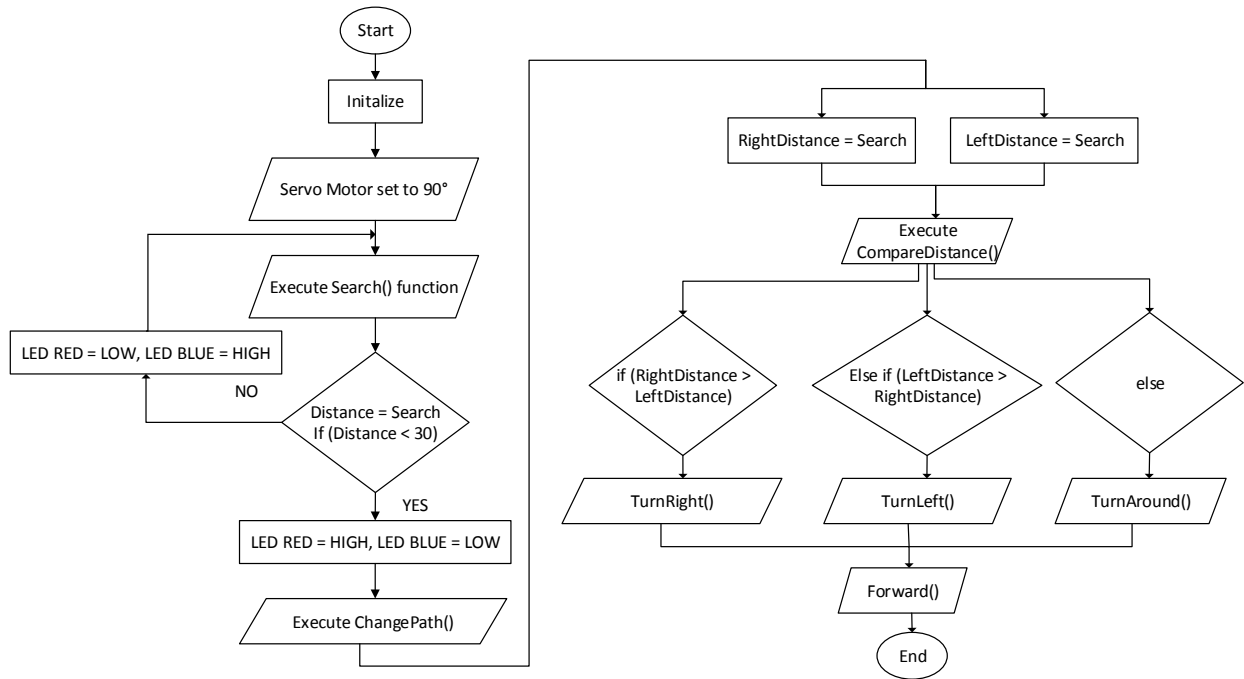 Start
Initalize
Servo Motor set to 90°
Execute Search() function
LED RED = LOW, LED BLUE = HIGH
NO
Distance = Search
If (Distance < 30)
YES
LED RED = HIGH, LED BLUE = LOW
Execute ChangePath()
RightDistance = Search
LeftDistance = Search
Execute
CompareDistance()
if (RightDistance >
LeftDistance)
Else if (LeftDistance >
RightDistance)
else
TurnRight()
TurnLeft()
TurnAround()
Forward()
End